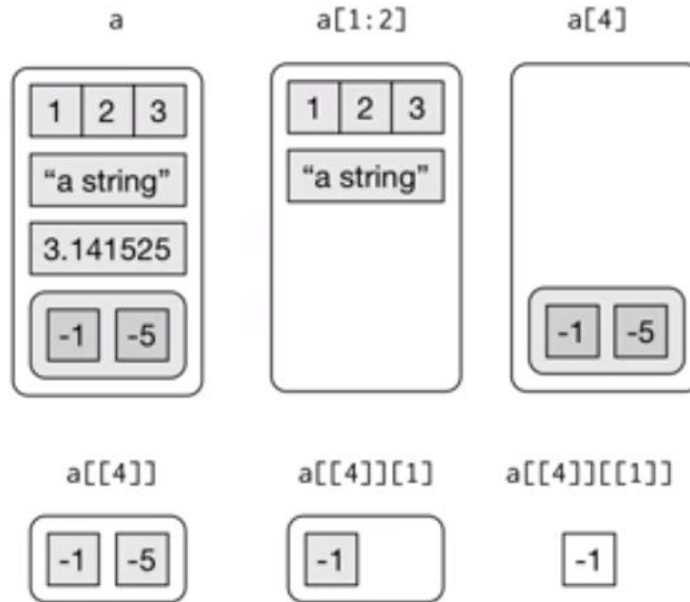 a a[1:2] a[4]
1 2 3 1 2 3
“a string” “a string”
3.141525
-1 -5 -1 -5
a[[4]] a[[4]][1] a[[4]][[1]]
-1 -5 -1 -1